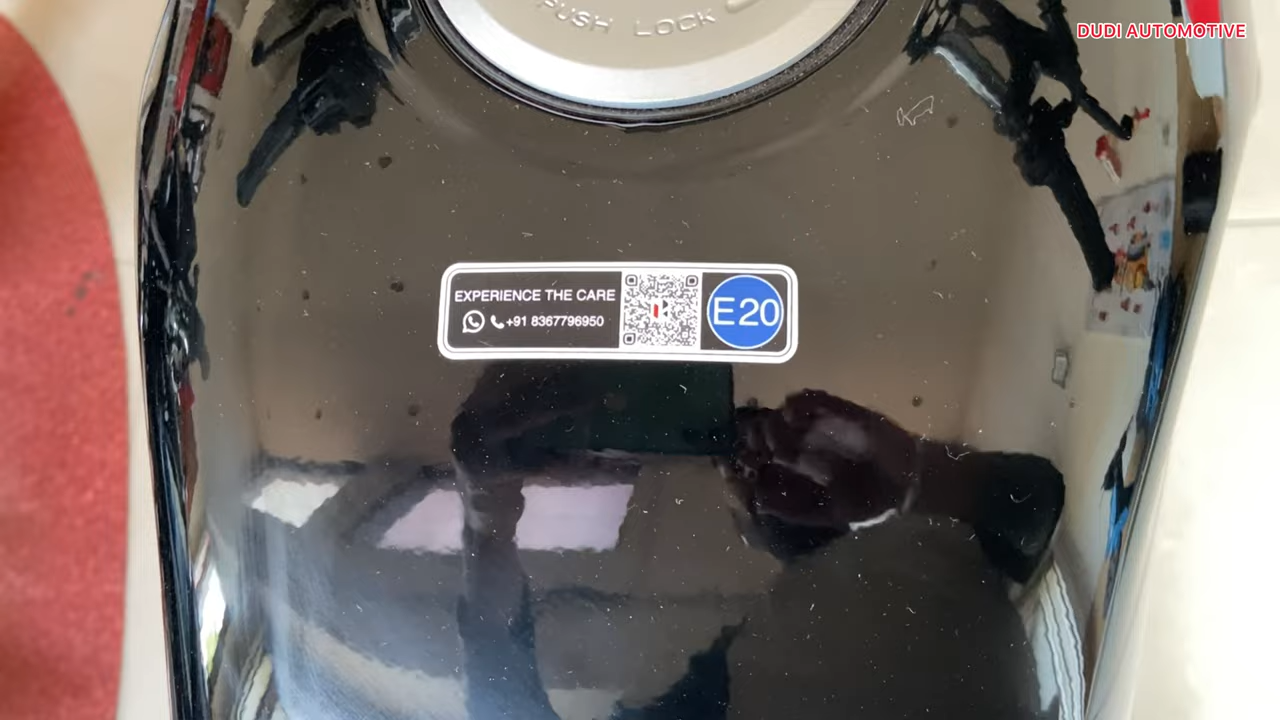 PUSH LOCK
DUDI AUTOMOTIVE
EXPERIENCE THE CARE
+91 8367796950
E20